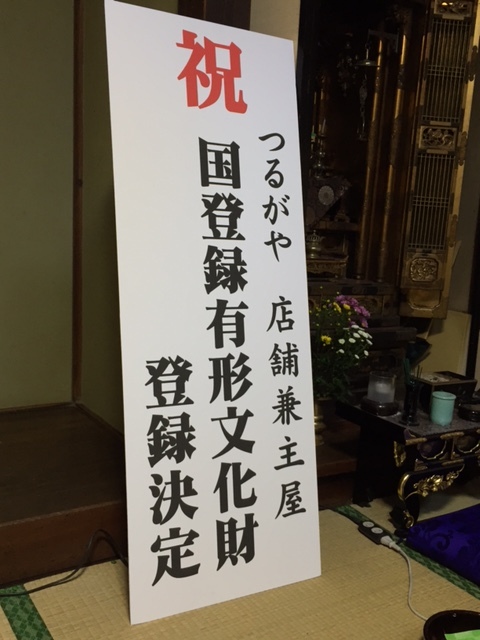 祝
つるがや 店舗兼主屋
国登録有形文化財
登録決定